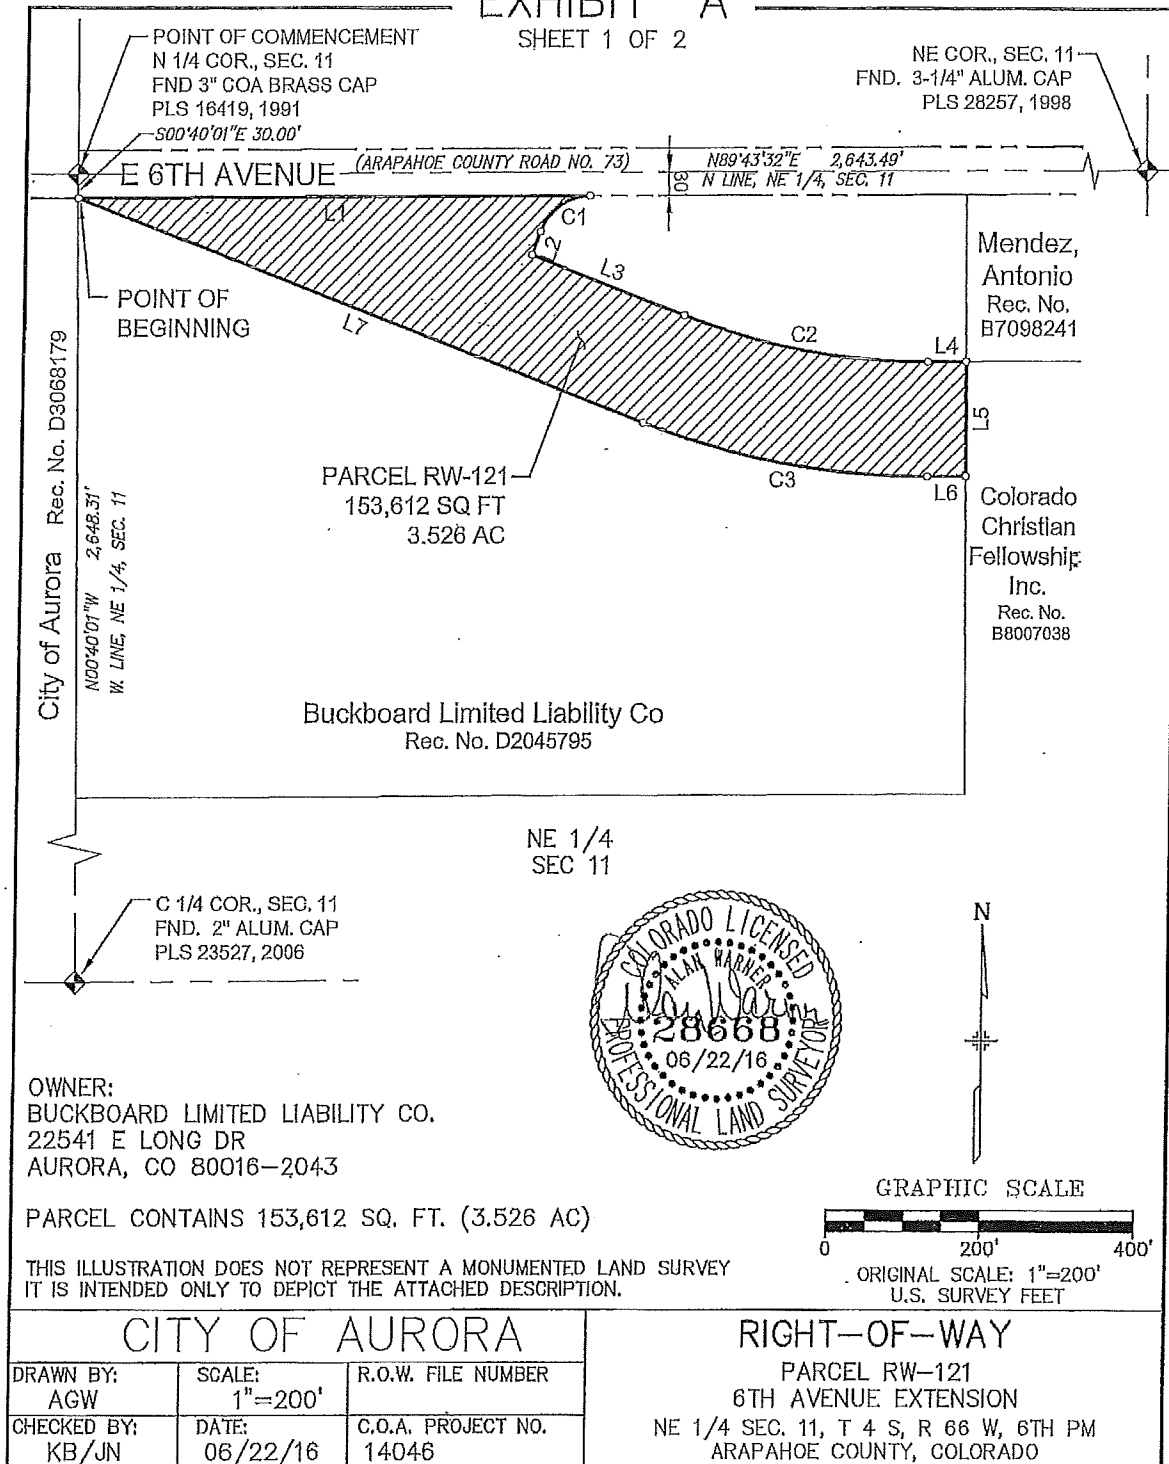 EXHIBIT "A"
SHEET 1 OF 2
POINT OF COMMENCEMENT
N 1/4 COR., SEC. 11
FND 3" COA BRASS CAP
PLS 16419, 1991
S00°40'01"E 30.00'
NE COR., SEC. 11
FND. 3-1/4" ALUM. CAP
PLS 28257, 1998
E 6TH AVENUE
(ARAPAHOE COUNTY ROAD NO. 73)
N89°43'32"E 2,643.49'
N LINE, NE 1/4, SEC. 11
30'
L1
C1
L2
L3
C2
L4
L5
C3
L6
L7
POINT OF
BEGINNING
Mendez,
Antonio
Rec. No.
B7098241
City of Aurora Rec. No. D3068179
N00°40'01"W 2,648.31'
W. LINE, NE 1/4, SEC. 11
PARCEL RW-121
153,612 SQ FT
3.526 AC
Colorado
Christian
Fellowship
Inc.
Rec. No.
B8007038
Buckboard Limited Liability Co
Rec. No. D2045795
NE 1/4
SEC 11
C 1/4 COR., SEC. 11
FND. 2" ALUM. CAP
PLS 23527, 2006
COLORADO LICENSED
ALAN WARNER
28668
06/22/16
PROFESSIONAL LAND SURVEYOR
N
OWNER:
BUCKBOARD LIMITED LIABILITY CO.
22541 E LONG DR
AURORA, CO 80016-2043
PARCEL CONTAINS 153,612 SQ. FT. (3.526 AC)
THIS ILLUSTRATION DOES NOT REPRESENT A MONUMENTED LAND SURVEY
IT IS INTENDED ONLY TO DEPICT THE ATTACHED DESCRIPTION.
GRAPHIC SCALE
0 200' 400'
ORIGINAL SCALE: 1"=200'
U.S. SURVEY FEET
CITY OF AURORA
DRAWN BY:
AGW
SCALE:
1"=200'
R.O.W. FILE NUMBER
CHECKED BY:
KB/JN
DATE:
06/22/16
C.O.A. PROJECT NO.
14046
RIGHT-OF-WAY
PARCEL RW-121
6TH AVENUE EXTENSION
NE 1/4 SEC. 11, T 4 S, R 66 W, 6TH PM
ARAPAHOE COUNTY, COLORADO